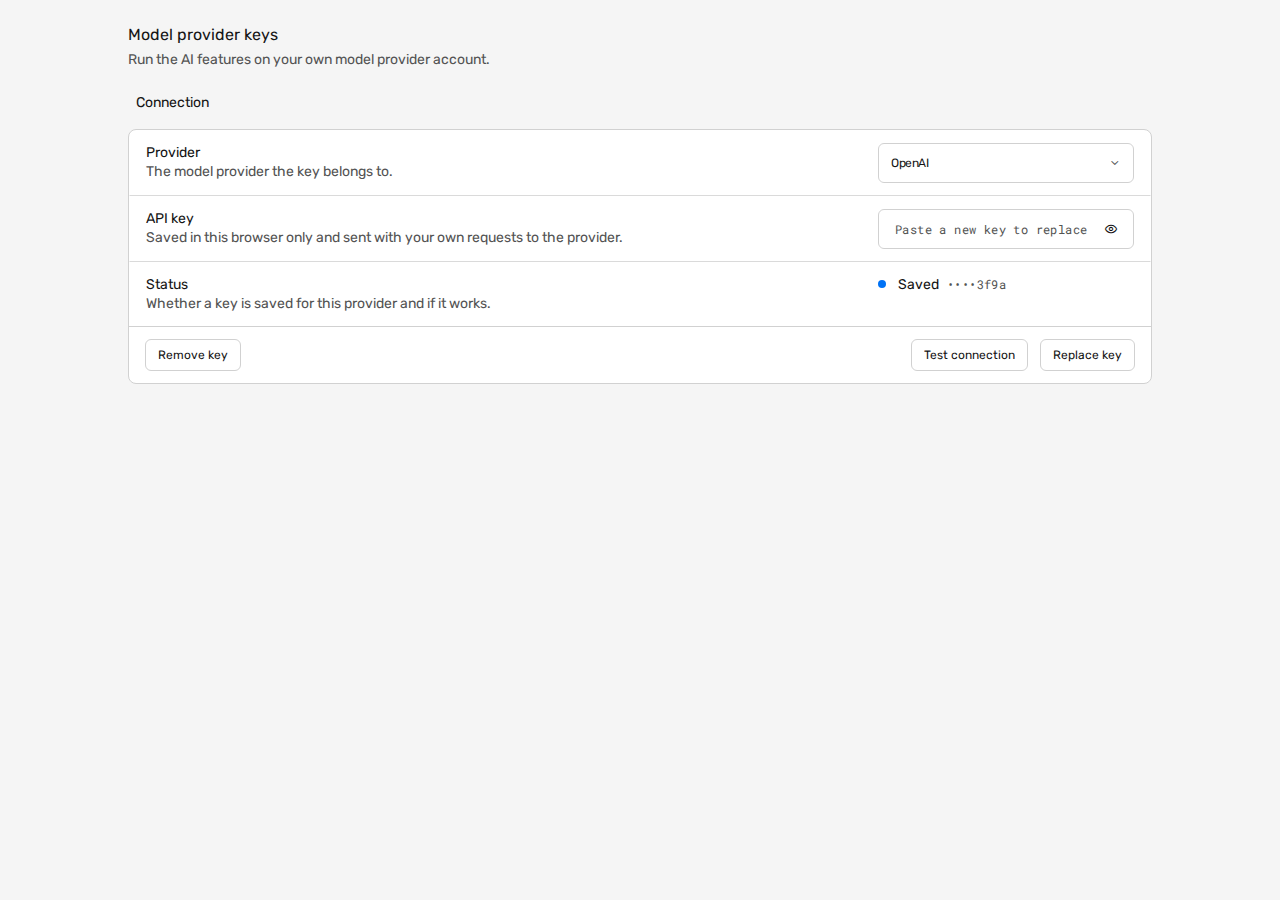 Model provider keys
Run the AI features on your own model provider account.
Connection
Provider
The model provider the key belongs to.
OpenAI
API key
Saved in this browser only and sent with your own requests to the provider.
Paste a new key to replace
Status
Whether a key is saved for this provider and if it works.
Saved ••••3f9a
Remove key
Test connection
Replace key